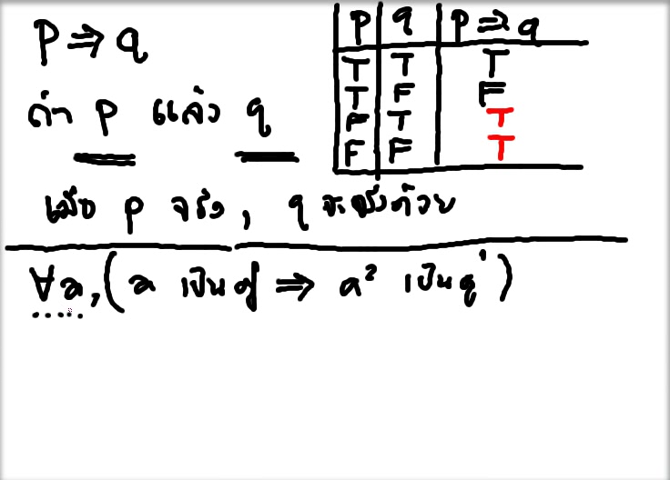 P ⇒ q
ถ้า P แล้ว q
เมื่อ P จริง, q จะจริงด้วย
P q P ⇒ q
T T T
T F F
F T T
F F T
∀a, (a เป็นคู่ ⇒ a² เป็นคู่)